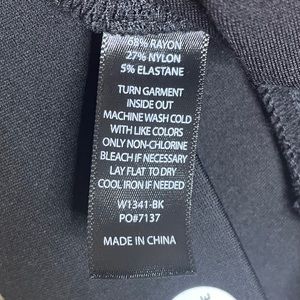 68% RAYON
27% NYLON
5% ELASTANE
TURN GARMENT
INSIDE OUT
MACHINE WASH COLD
WITH LIKE COLORS
ONLY NON-CHLORINE
BLEACH IF NECESSARY
LAY FLAT TO DRY
COOL IRON IF NEEDED
W1341-BK
PO#7137
MADE IN CHINA